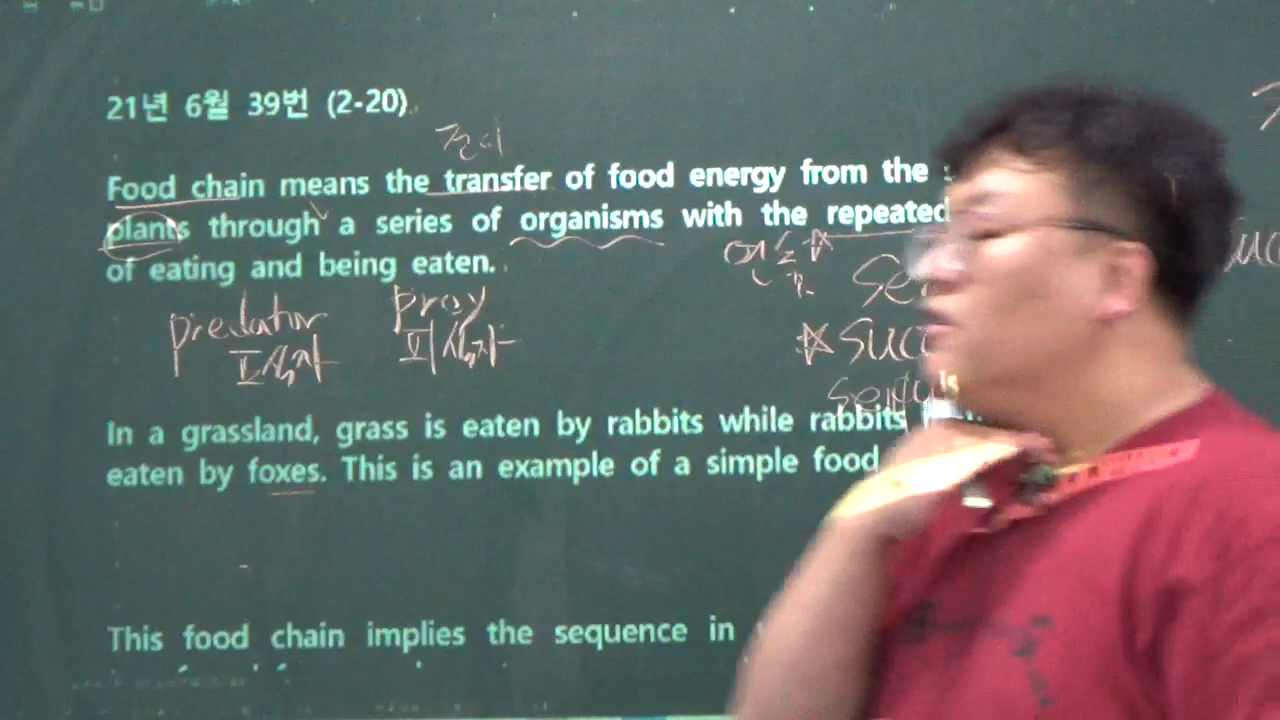 21년 6월 39번 (2-20)
전이
Food chain means the transfer of food energy from the
plants through a series of organisms with the repeated
of eating and being eaten.
predator prey
포식자 피식자
In a grassland, grass is eaten by rabbits while rabbits
eaten by foxes. This is an example of a simple food
This food chain implies the sequence in